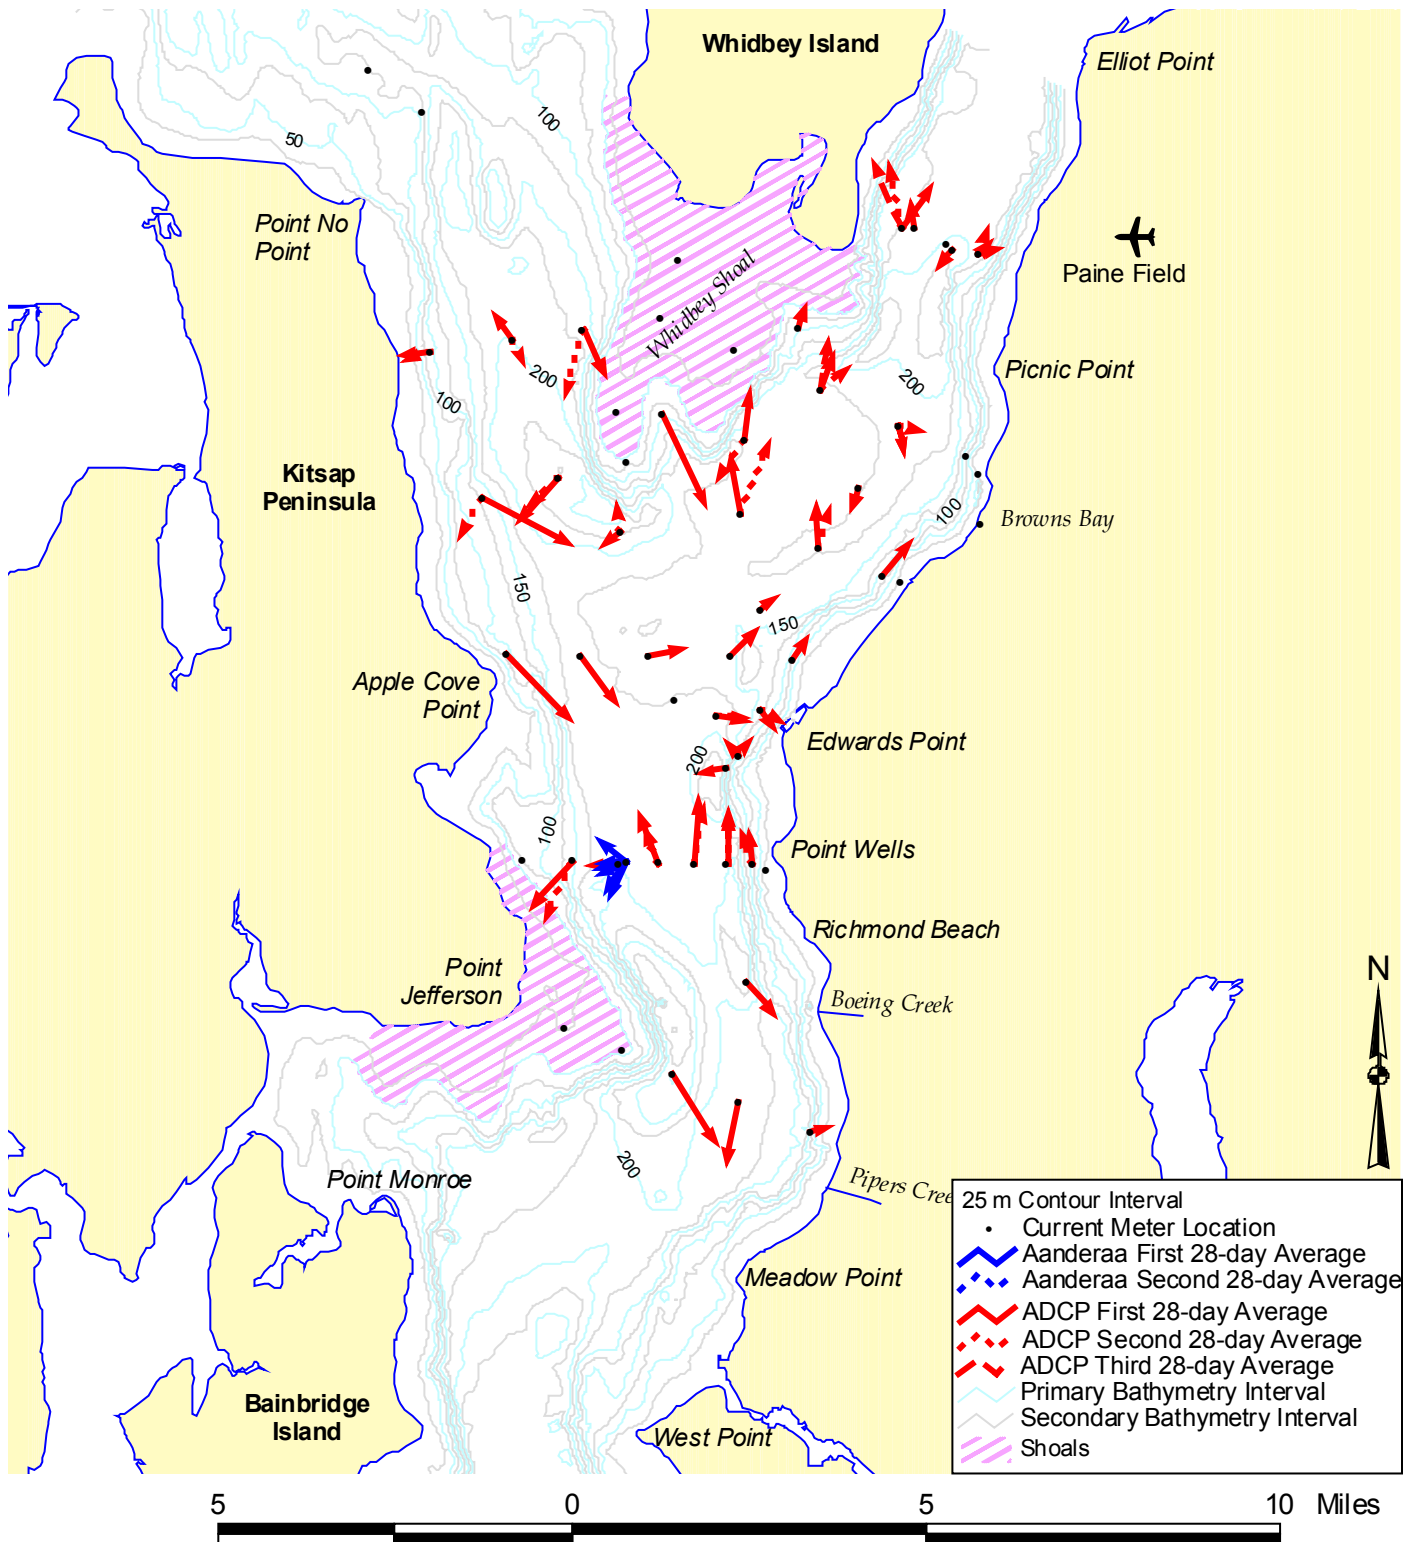 Whidbey Island
Elliot Point
100
50
Point No
Point
Paine Field
Whidbey Shoal
Picnic Point
200
200
100
Kitsap
Peninsula
100
Browns Bay
150
150
Apple Cove
Point
Edwards Point
200
100
Point Wells
Richmond Beach
Point
Jefferson
Boeing Creek
N
200
Point Monroe
Pipers Cree
Meadow Point
Bainbridge
Island
West Point
25 m Contour Interval
Current Meter Location
Aanderaa First 28-day Average
Aanderaa Second 28-day Average
ADCP First 28-day Average
ADCP Second 28-day Average
ADCP Third 28-day Average
Primary Bathymetry Interval
Secondary Bathymetry Interval
Shoals
5 0 5 10 Miles